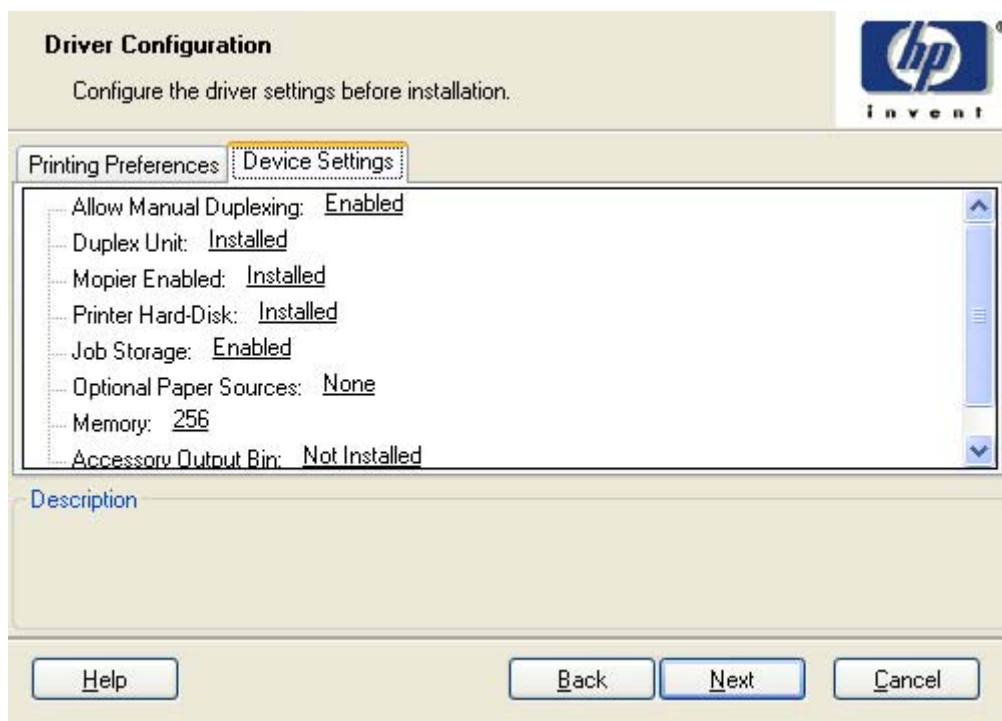 Driver Configuration
Configure the driver settings before installation.
hp
®
invent
Printing Preferences
Device Settings
Allow Manual Duplexing: Enabled
Duplex Unit: Installed
Mopier Enabled: Installed
Printer Hard-Disk: Installed
Job Storage: Enabled
Optional Paper Sources: None
Memory: 256
Accessory Output Bin: Not Installed
Description
Help
Back
Next
Cancel